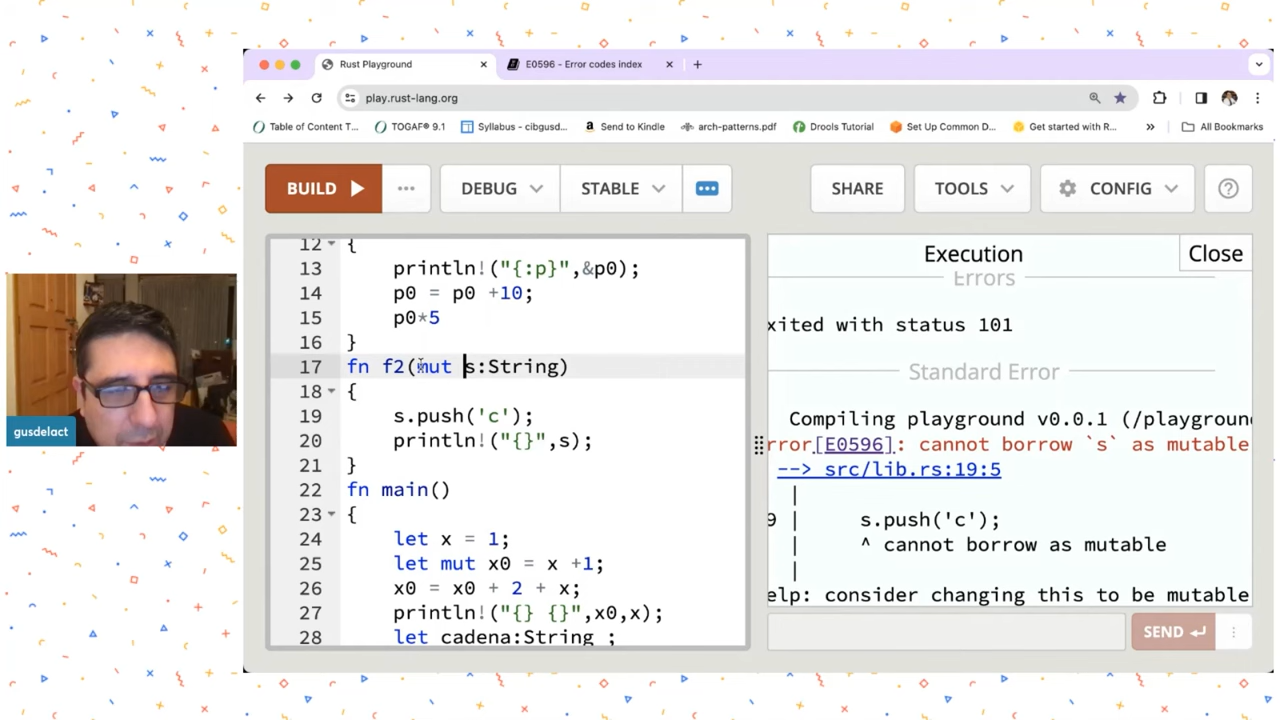 Rust Playground
E0596 - Error codes index
play.rust-lang.org
Table of Content T...
TOGAF® 9.1
Syllabus - cibgusd...
Send to Kindle
arch-patterns.pdf
Drools Tutorial
Set Up Common D...
Get started with R...
All Bookmarks
BUILD
DEBUG
STABLE
SHARE
TOOLS
CONFIG
12 {
13 println!("{:p}",&p0);
14 p0 = p0 +10;
15 p0*5
16 }
17 fn f2(mut s:String)
18 {
19 s.push('c');
20 println!("{}",s);
21 }
22 fn main()
23 {
24 let x = 1;
25 let mut x0 = x +1;
26 x0 = x0 + 2 + x;
27 println!("{} {}",x0,x);
28 let cadena:String ;
Execution
Close
Errors
xited with status 101
Standard Error
Compiling playground v0.0.1 (/playground
rror[E0596]: cannot borrow `s` as mutable
--> src/lib.rs:19:5
|
9 | s.push('c');
| ^ cannot borrow as mutable
|
elp: consider changing this to be mutable
SEND
gusdelact